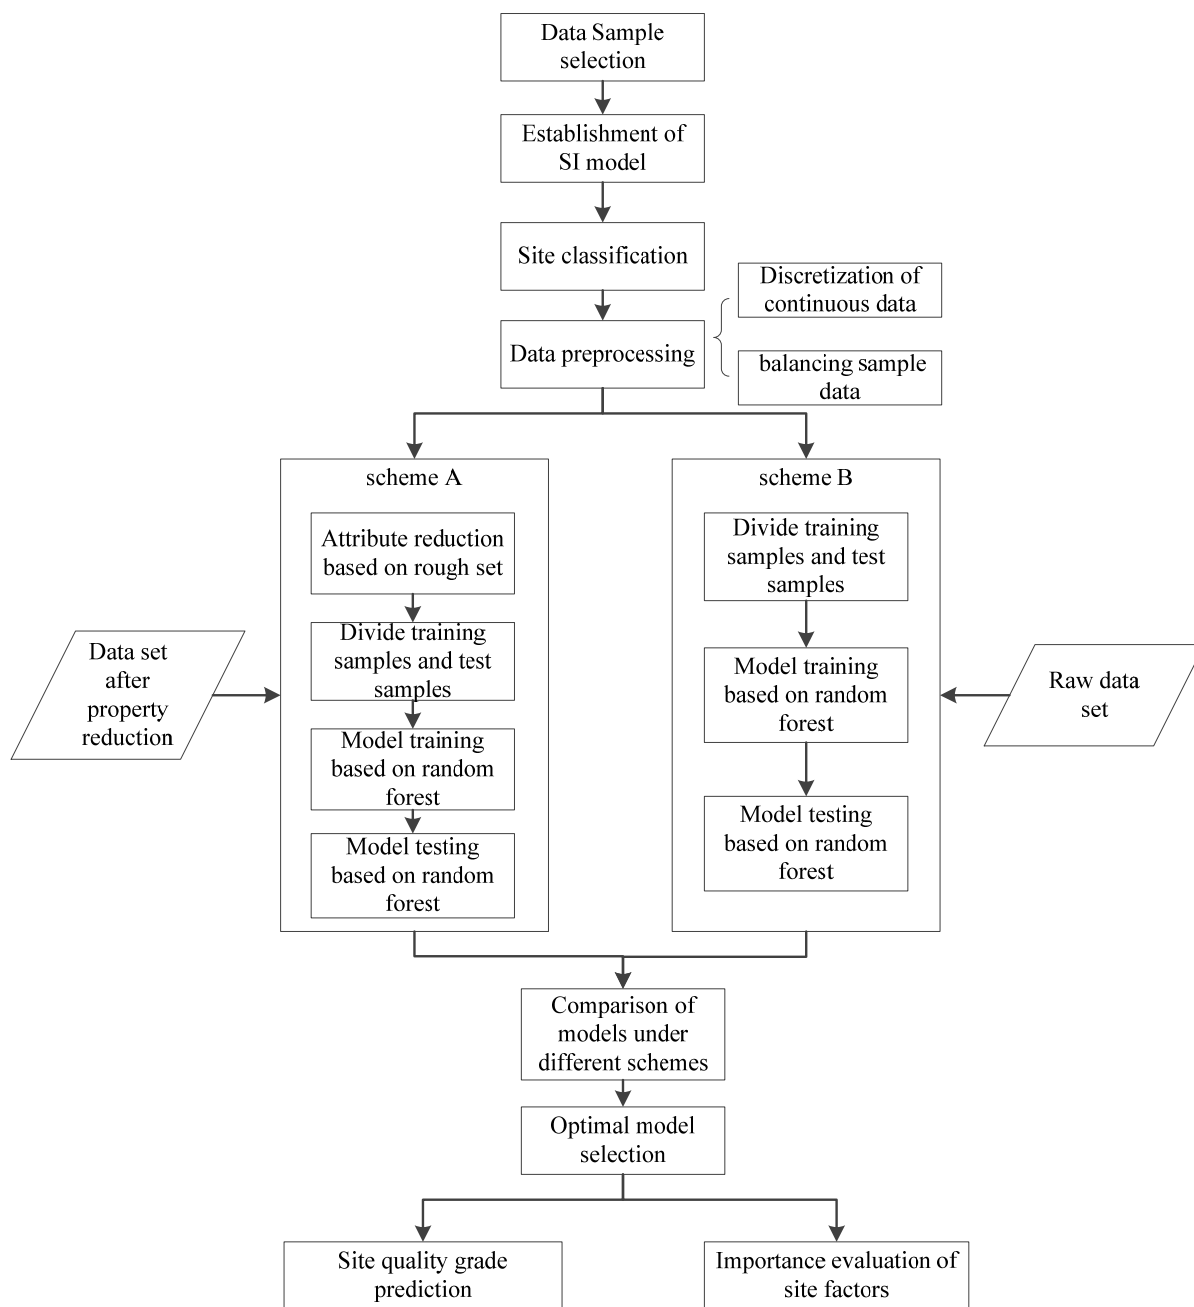 Data Sample
selection
Establishment of
SI model
Site classification
Discretization of
continuous data
Data preprocessing
balancing sample
data
scheme A
Attribute reduction
based on rough set
Divide training
samples and test
samples
Model training
based on random
forest
Model testing
based on random
forest
Data set
after
property
reduction
scheme B
Divide training
samples and test
samples
Model training
based on random
forest
Model testing
based on random
forest
Raw data
set
Comparison of
models under
different schemes
Optimal model
selection
Site quality grade
prediction
Importance evaluation of
site factors